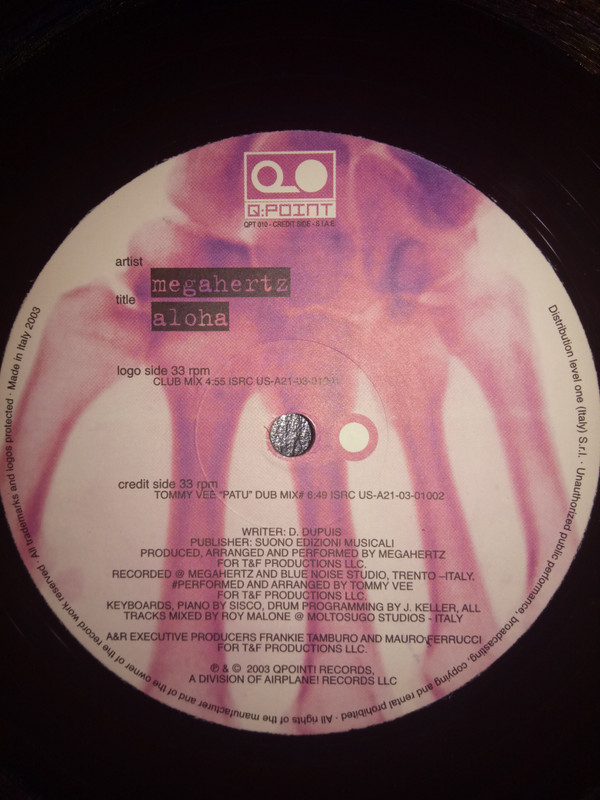 Q:POINT
QPT 010 - CREDIT SIDE - S.I.A.E.
artist
megahertz
title
aloha
logo side 33 rpm
CLUB MIX 4:55 ISRC US-A21-03-01001
credit side 33 rpm
TOMMY VEE "PATU" DUB MIX# 6:49 ISRC US-A21-03-01002
WRITER: D. DUPUIS
PUBLISHER: SUONO EDIZIONI MUSICALI
PRODUCED, ARRANGED AND PERFORMED BY MEGAHERTZ
FOR T&F PRODUCTIONS LLC.
RECORDED @ MEGAHERTZ AND BLUE NOISE STUDIO, TRENTO –ITALY.
#PERFORMED AND ARRANGED BY TOMMY VEE
FOR T&F PRODUCTIONS LLC.
KEYBOARDS, PIANO BY SISCO, DRUM PROGRAMMING BY J. KELLER, ALL
TRACKS MIXED BY ROY MALONE @ MOLTOSUGO STUDIOS - ITALY
A&R EXECUTIVE PRODUCERS FRANKIE TAMBURO AND MAURO FERRUCCI
FOR T&F PRODUCTIONS LLC.
℗ & © 2003 QPOINT! RECORDS,
A DIVISION OF AIRPLANE! RECORDS LLC
Distribution level one (Italy) S.r.l. · Unauthorized public performance, broadcasting, copying and rental prohibited · All rights of the manufacturer and of the owner of the record work reserved · All trademarks and logos protected · Made in Italy 2003